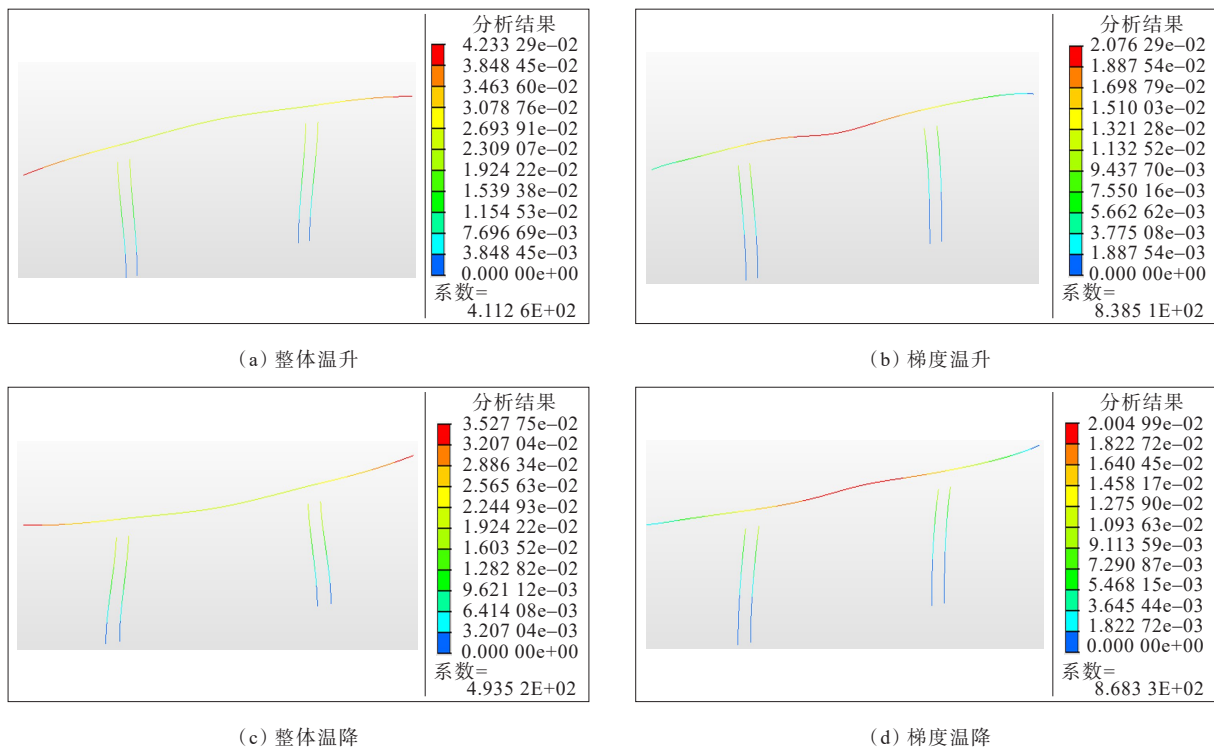 分析结果
4.233 29e−02
3.848 45e−02
3.463 60e−02
3.078 76e−02
2.693 91e−02
2.309 07e−02
1.924 22e−02
1.539 38e−02
1.154 53e−02
7.696 69e−03
3.848 45e−03
0.000 00e+00
系数=
4.112 6E+02
(a)整体温升
分析结果
2.076 29e−02
1.887 54e−02
1.698 79e−02
1.510 03e−02
1.321 28e−02
1.132 52e−02
9.437 70e−03
7.550 16e−03
5.662 62e−03
3.775 08e−03
1.887 54e−03
0.000 00e+00
系数=
8.385 1E+02
(b)梯度温升
分析结果
3.527 75e−02
3.207 04e−02
2.886 34e−02
2.565 63e−02
2.244 93e−02
1.924 22e−02
1.603 52e−02
1.282 82e−02
9.621 12e−03
6.414 08e−03
3.207 04e−03
0.000 00e+00
系数=
4.935 2E+02
(c)整体温降
分析结果
2.004 99e−02
1.822 72e−02
1.640 45e−02
1.458 17e−02
1.275 90e−02
1.093 63e−02
9.113 59e−03
7.290 87e−03
5.468 15e−03
3.645 44e−03
1.822 72e−03
0.000 00e+00
系数=
8.683 3E+02
(d)梯度温降